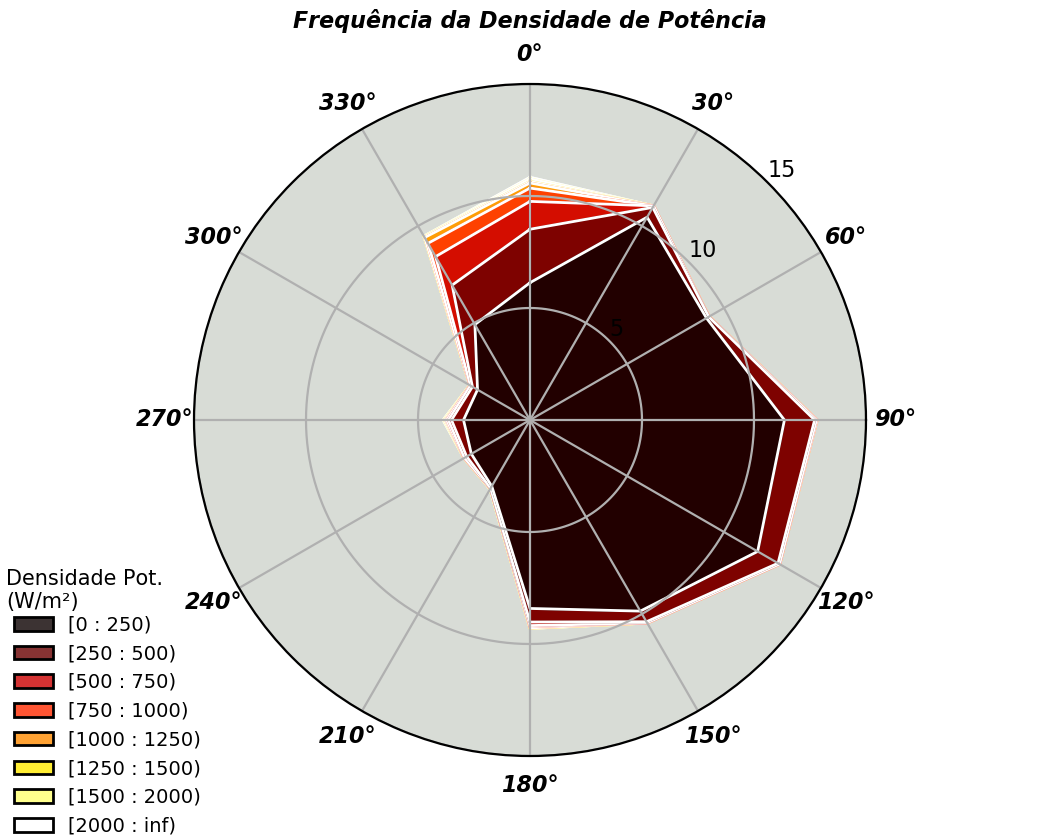 Frequência da Densidade de Potência
0°
330°
30°
15
300°
10
60°
5
270°
90°
Densidade Pot.
(W/m²)
240°
120°
[0 : 250)
[250 : 500)
[500 : 750)
[750 : 1000)
210°
150°
[1000 : 1250)
[1250 : 1500)
180°
[1500 : 2000)
[2000 : inf)